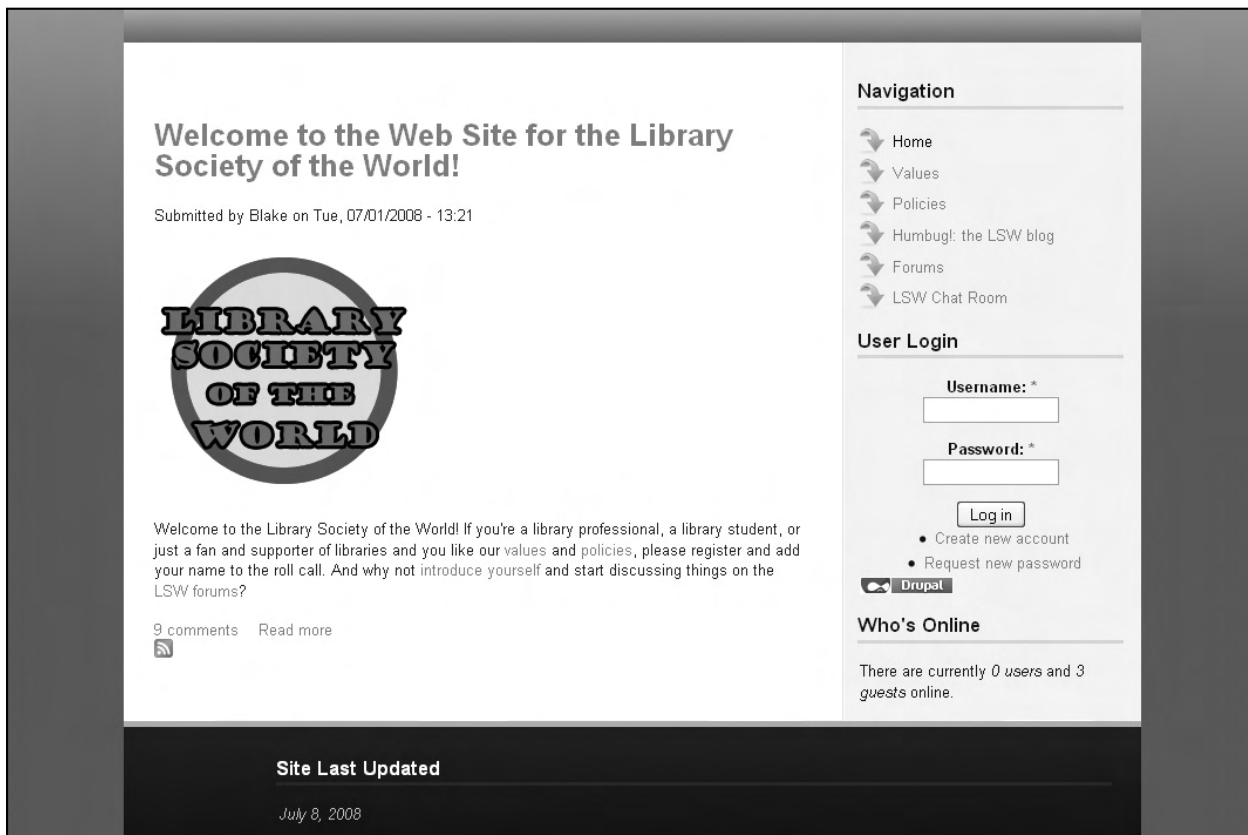 Welcome to the Web Site for the Library
Society of the World!
Submitted by Blake on Tue, 07/01/2008 - 13:21
LIBRARY
SOCIETY
OF THE
WORLD
Welcome to the Library Society of the World! If you're a library professional, a library student, or
just a fan and supporter of libraries and you like our values and policies, please register and add
your name to the roll call. And why not introduce yourself and start discussing things on the
LSW forums?
9 comments Read more
Navigation
Home
Values
Policies
Humbug!: the LSW blog
Forums
LSW Chat Room
User Login
Username: *
Password: *
Log in
Create new account
Request new password
Drupal
Who's Online
There are currently 0 users and 3
guests online.
Site Last Updated
July 8, 2008